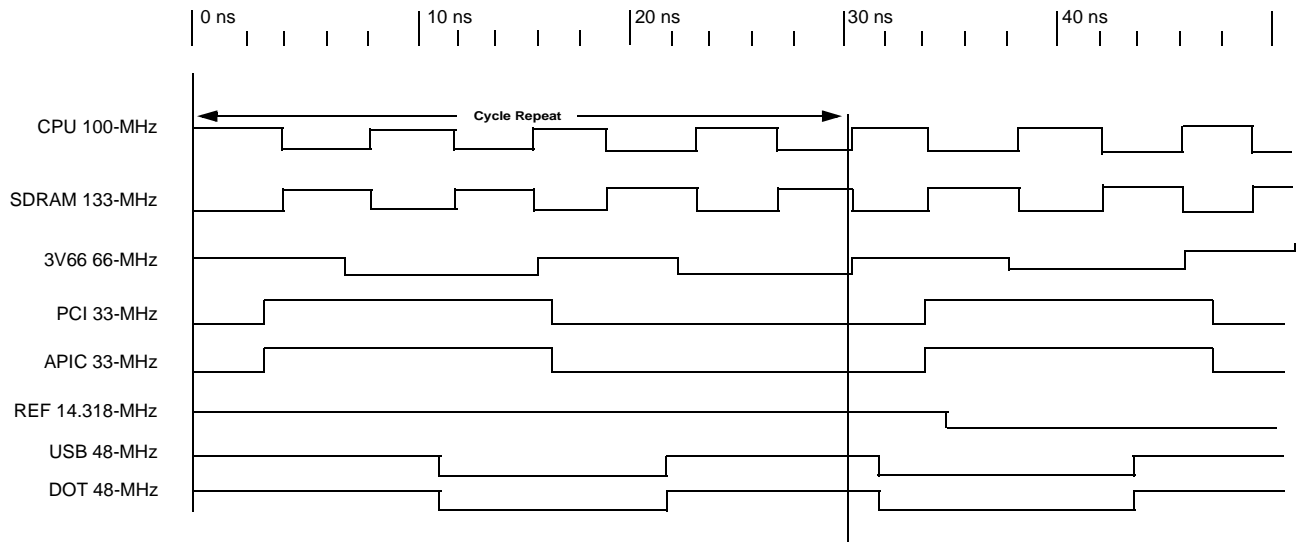 0 ns 10 ns 20 ns 30 ns 40 ns
Cycle Repeat
CPU 100-MHz
SDRAM 133-MHz
3V66 66-MHz
PCI 33-MHz
APIC 33-MHz
REF 14.318-MHz
USB 48-MHz
DOT 48-MHz